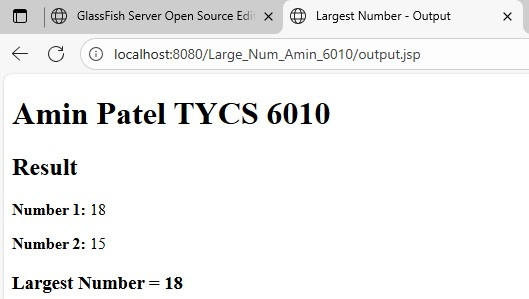 GlassFish Server Open Source Edi
Largest Number - Output
localhost:8080/Large_Num_Amin_6010/output.jsp
Amin Patel TYCS 6010
Result
Number 1: 18
Number 2: 15
Largest Number = 18